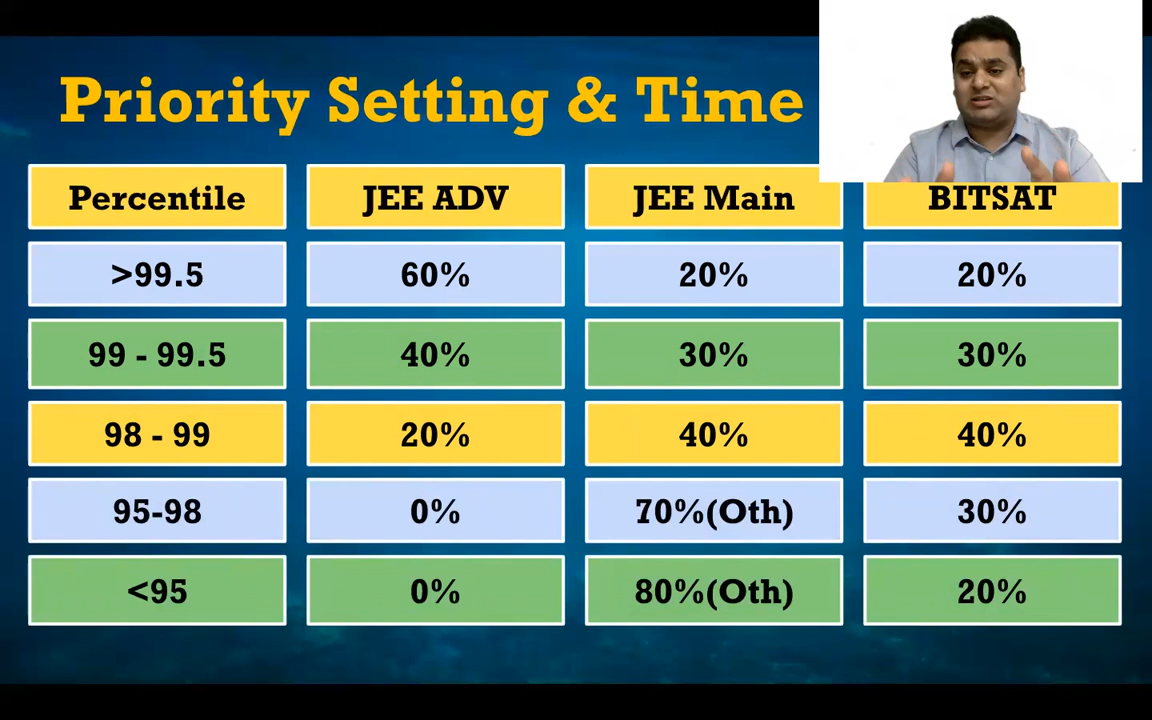 Priority Setting & Time
Percentile JEE ADV JEE Main BITSAT
>99.5 60% 20% 20%
99 - 99.5 40% 30% 30%
98 - 99 20% 40% 40%
95-98 0% 70%(Oth) 30%
<95 0% 80%(Oth) 20%